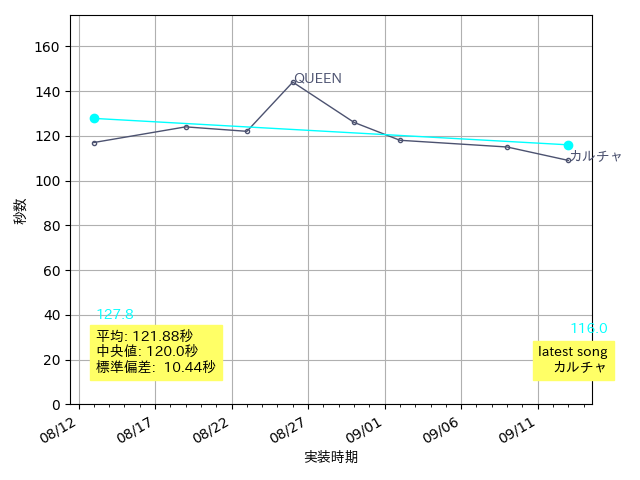 160
140
120
100
80
60
40
20
0
秒数
QUEEN
カルチャ
127.8
116.0
平均: 121.88秒
中央値: 120.0秒
標準偏差: 10.44秒
latest song
カルチャ
08/12
08/17
08/22
08/27
09/01
09/06
09/11
実装時期